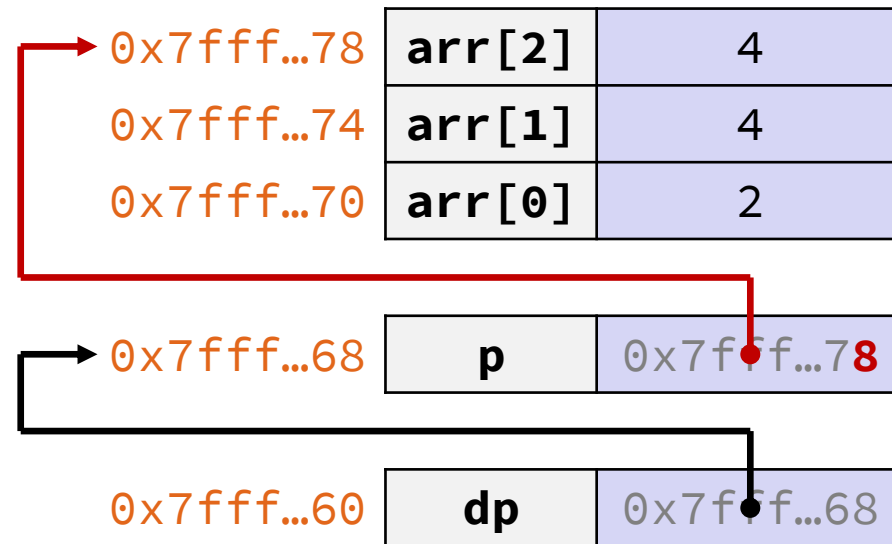 0x7fff…78 arr[2] 4
0x7fff…74 arr[1] 4
0x7fff…70 arr[0] 2
0x7fff…68 p 0x7fff…78
0x7fff…60 dp 0x7fff…68